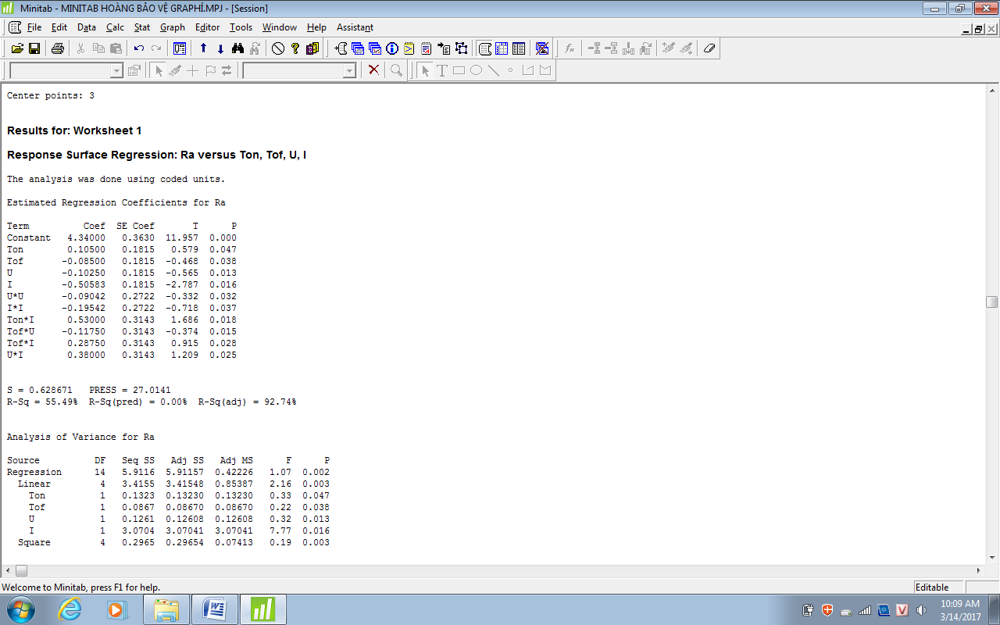 Minitab - MINITAB HOÀNG BẢO VỆ GRAPHÍ.MPJ - [Session]
File Edit Data Calc Stat Graph Editor Tools Window Help Assistant
Center points: 3
Results for: Worksheet 1
Response Surface Regression: Ra versus Ton, Tof, U, I
The analysis was done using coded units.
Estimated Regression Coefficients for Ra
Term Coef SE Coef T P
Constant 4.34000 0.3630 11.957 0.000
Ton 0.10500 0.1815 0.579 0.047
Tof -0.08500 0.1815 -0.468 0.038
U -0.10250 0.1815 -0.565 0.013
I -0.50583 0.1815 -2.787 0.016
U*U -0.09042 0.2722 -0.332 0.032
I*I -0.19542 0.2722 -0.718 0.037
Ton*I 0.53000 0.3143 1.686 0.018
Tof*U -0.11750 0.3143 -0.374 0.015
Tof*I 0.28750 0.3143 0.915 0.028
U*I 0.38000 0.3143 1.209 0.025
S = 0.628671 PRESS = 27.0141
R-Sq = 55.49% R-Sq(pred) = 0.00% R-Sq(adj) = 92.74%
Analysis of Variance for Ra
Source DF Seq SS Adj SS Adj MS F P
Regression 14 5.9116 5.91157 0.42226 1.07 0.002
Linear 4 3.4155 3.41548 0.85387 2.16 0.003
Ton 1 0.1323 0.13230 0.13230 0.33 0.047
Tof 1 0.0867 0.08670 0.08670 0.22 0.038
U 1 0.1261 0.12608 0.12608 0.32 0.013
I 1 3.0704 3.07041 3.07041 7.77 0.016
Square 4 0.2965 0.29654 0.07413 0.19 0.003
Welcome to Minitab, press F1 for help.
Editable
10:09 AM
3/14/2017